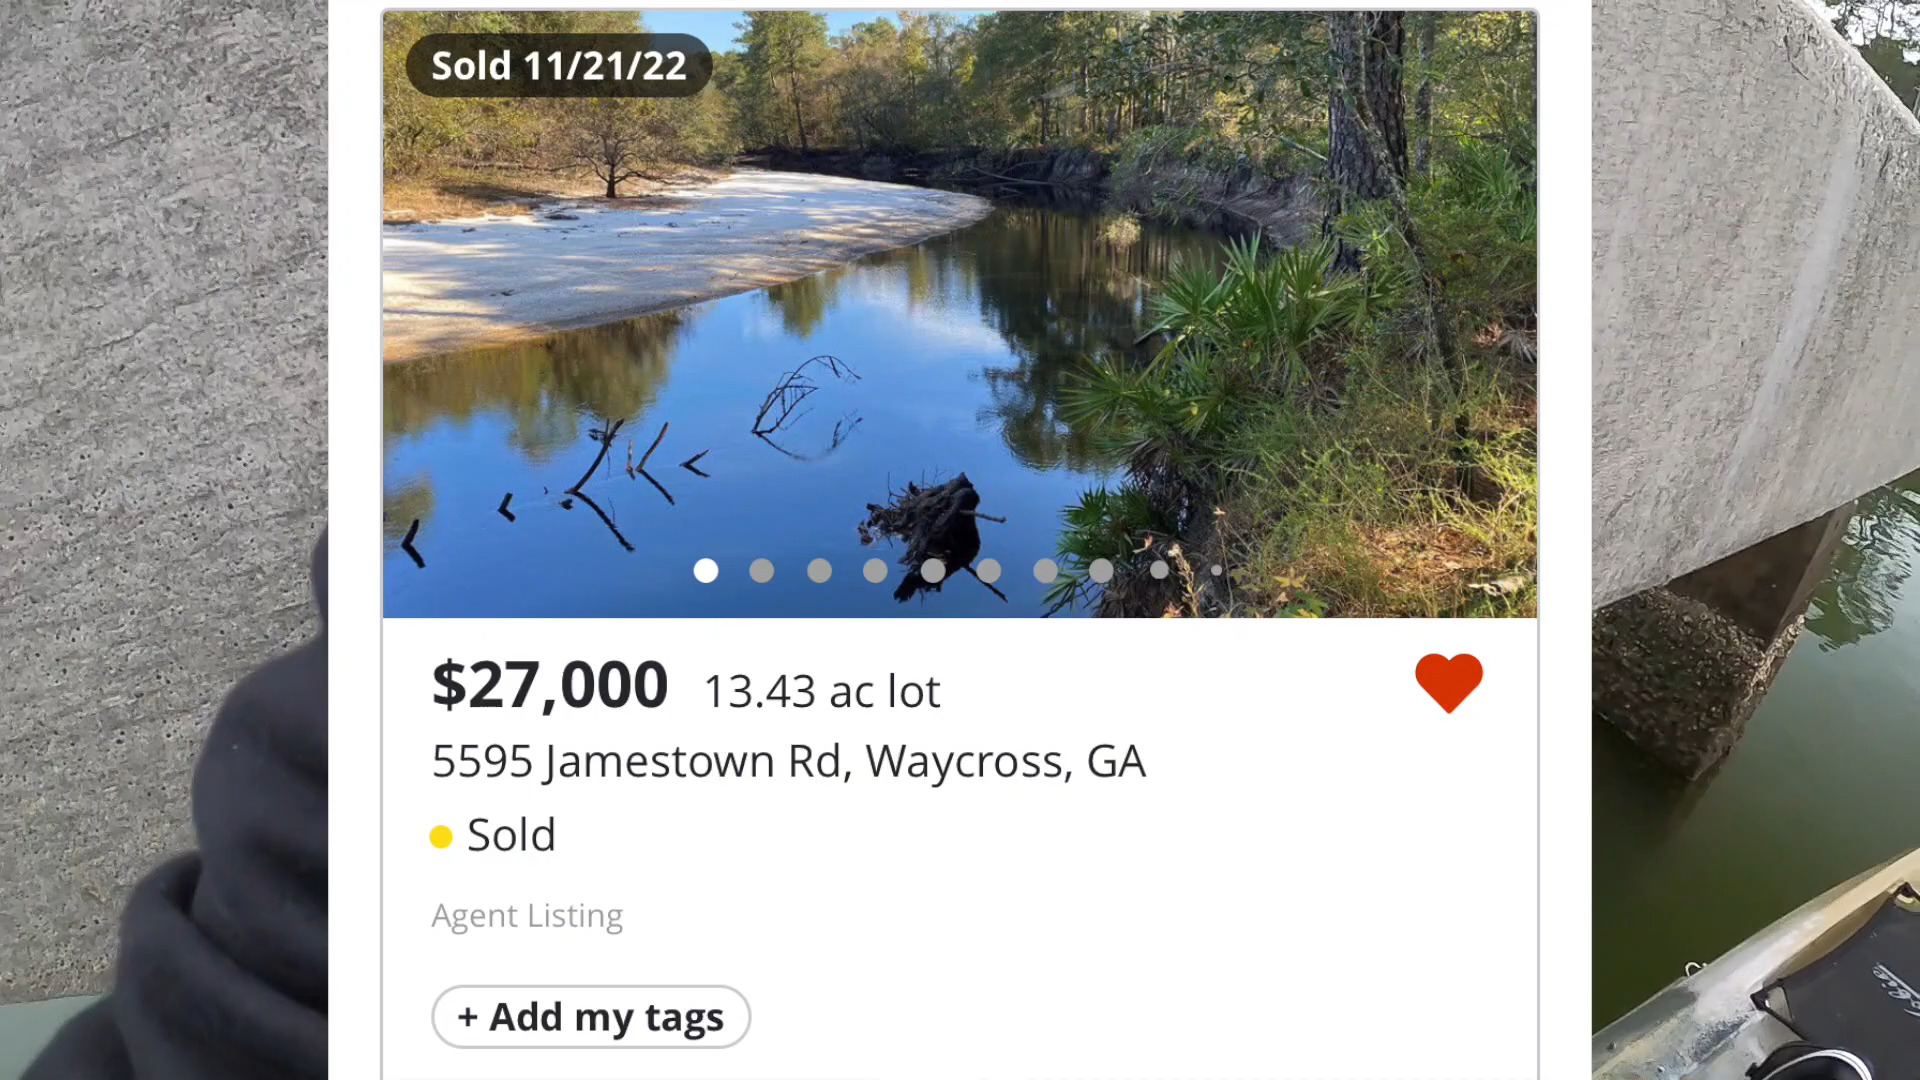 Sold 11/21/22
$27,000 13.43 ac lot
5595 Jamestown Rd, Waycross, GA
Sold
Agent Listing
+ Add my tags